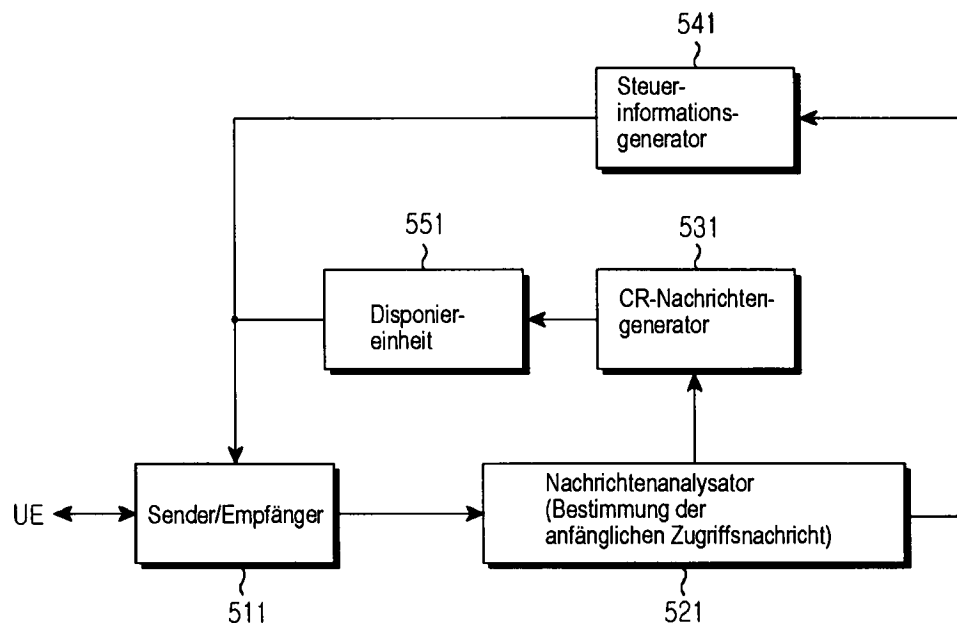 541
Steuer-
informations-
generator
551
531
Disponier-
einheit
CR-Nachrichten-
generator
UE
Sender/Empfänger
Nachrichtenanalysator
(Bestimmung der
anfänglichen Zugriffsnachricht)
511
521